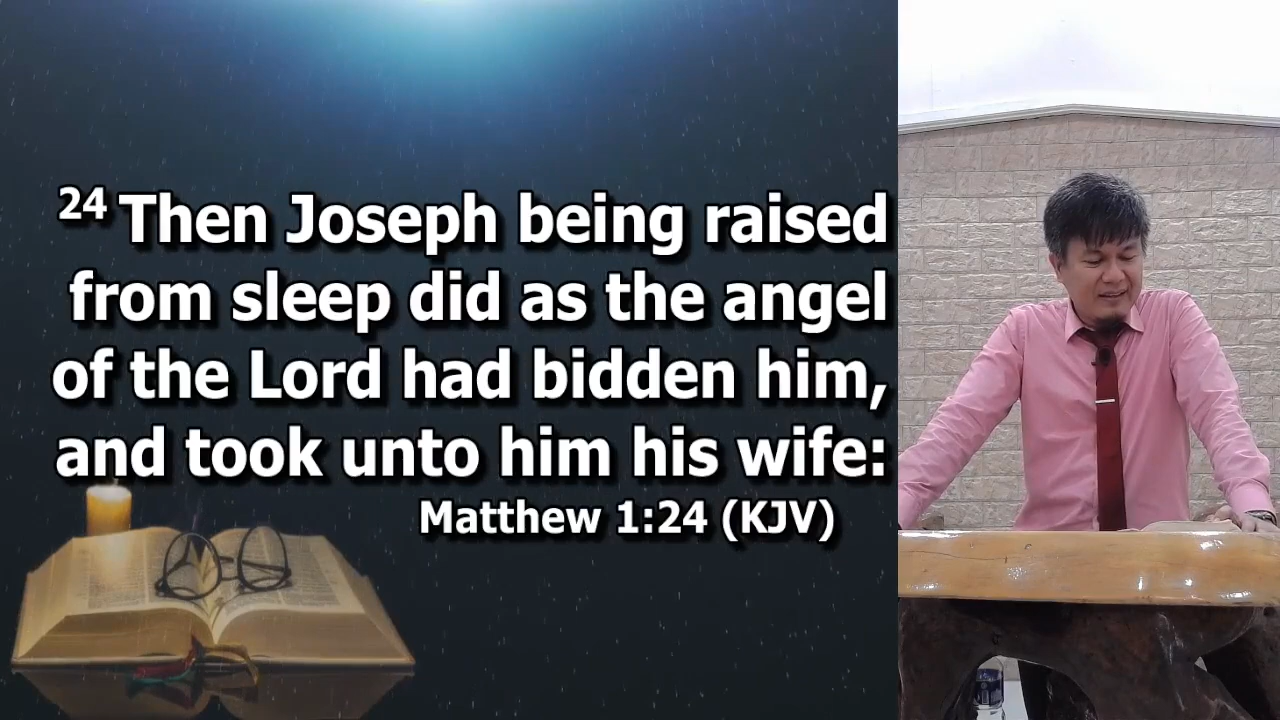 24 Then Joseph being raised
from sleep did as the angel
of the Lord had bidden him,
and took unto him his wife:
Matthew 1:24 (KJV)